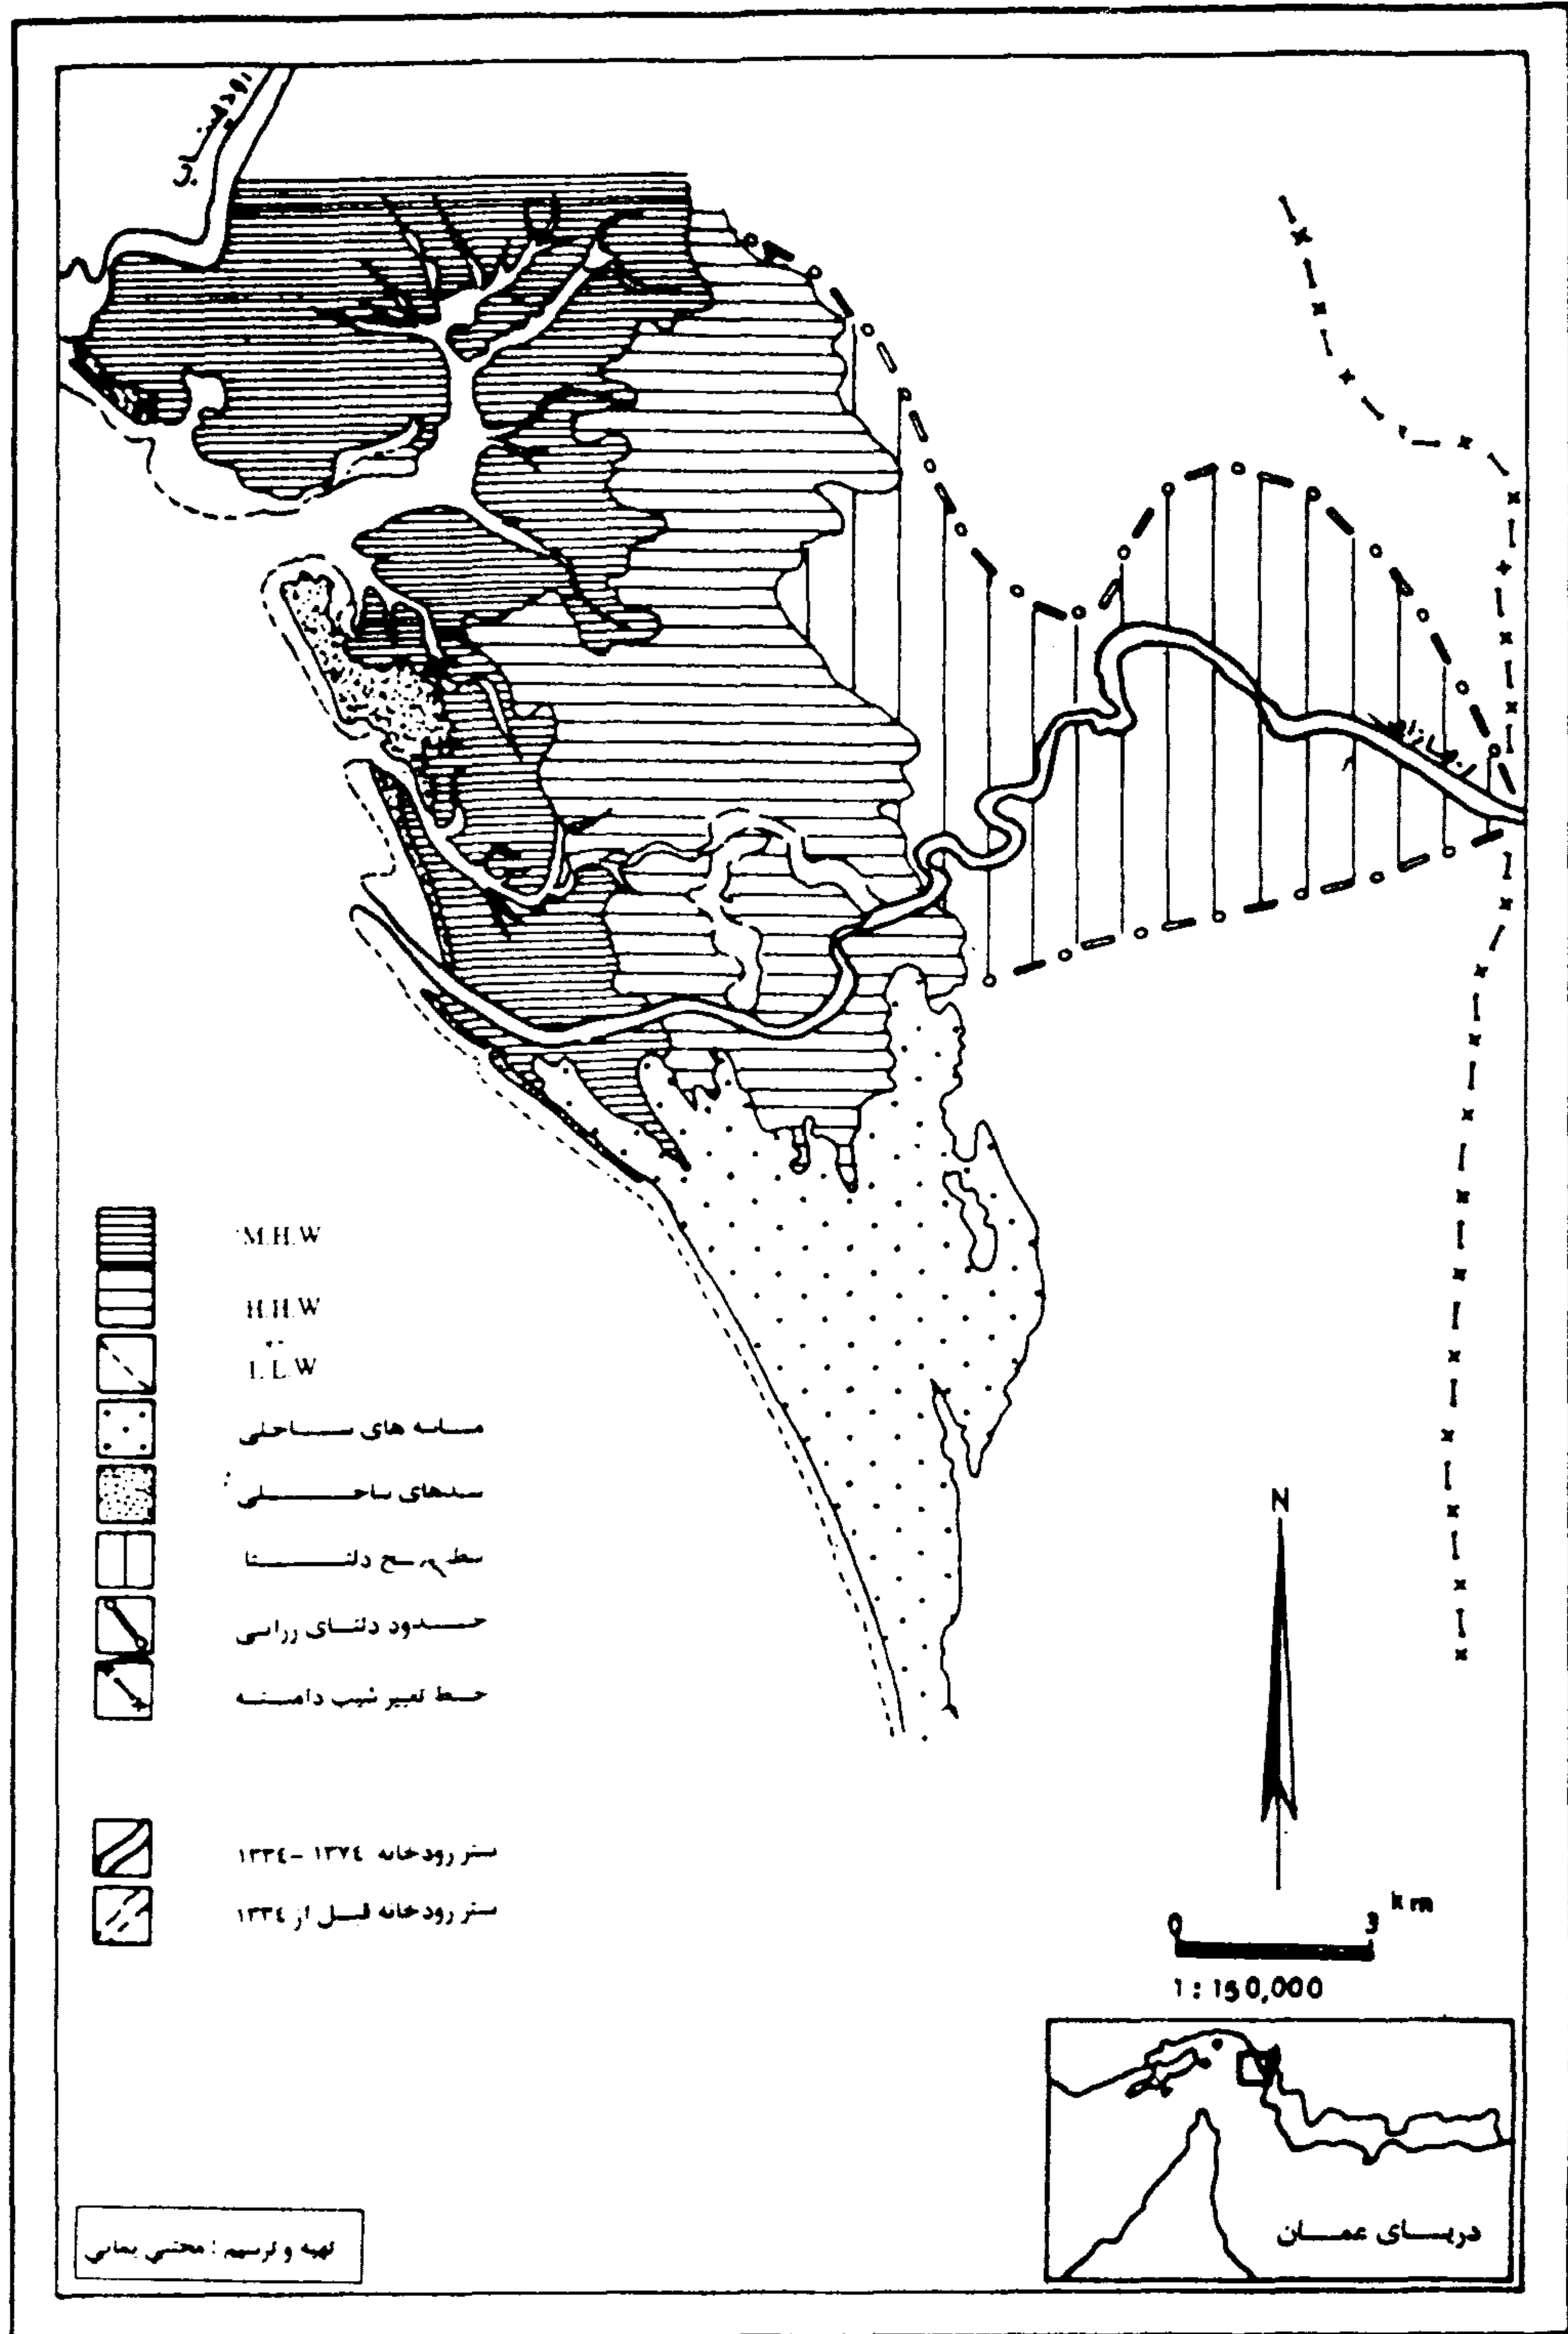 M.H.W
H.H.W
L.L.W
ماسه های ساحلی
سدهای ساحلی
سطح دلتا
حدود دلتای زراعی
خط تغییر شیب دامنه
بستر رودخانه ۱۳۷٤ - ۱۳۳٤
بستر رودخانه قبل از ۱۳۳٤
N
0 3 km
1 : 150,000
دریای عمان
تهیه و ترسیم : مجتبی یمانی